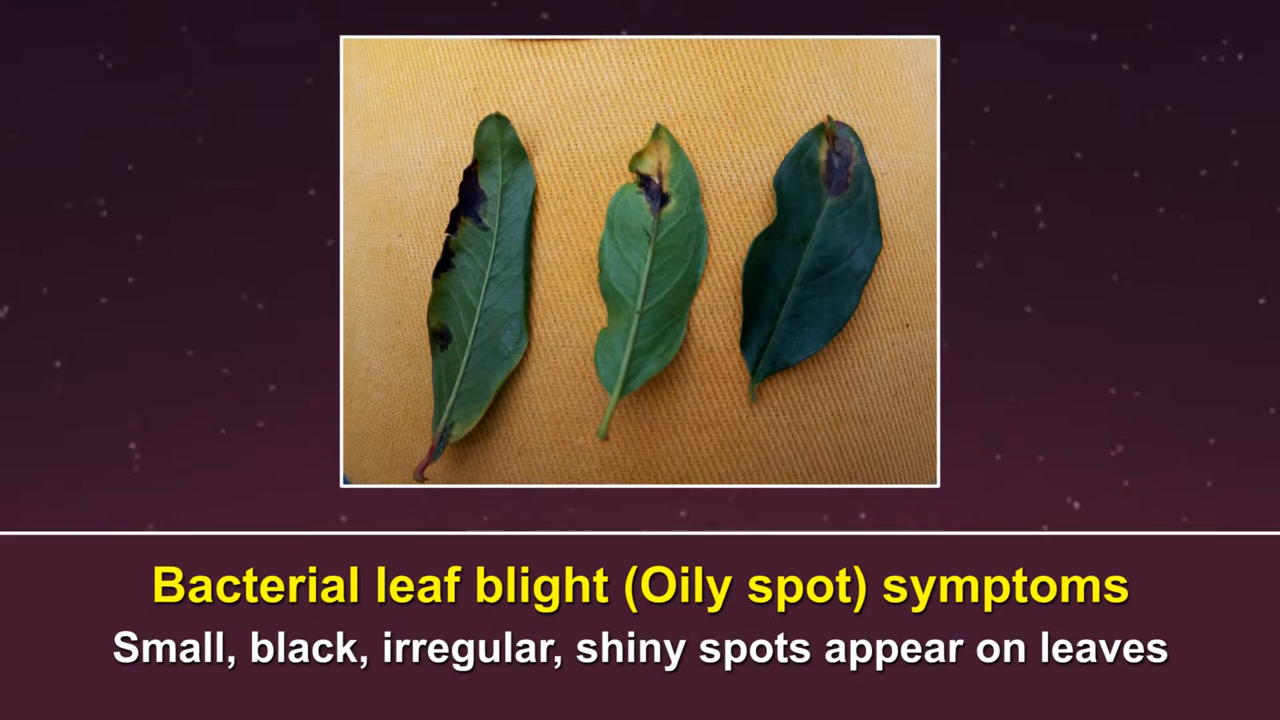 Bacterial leaf blight (Oily spot) symptoms
Small, black, irregular, shiny spots appear on leaves